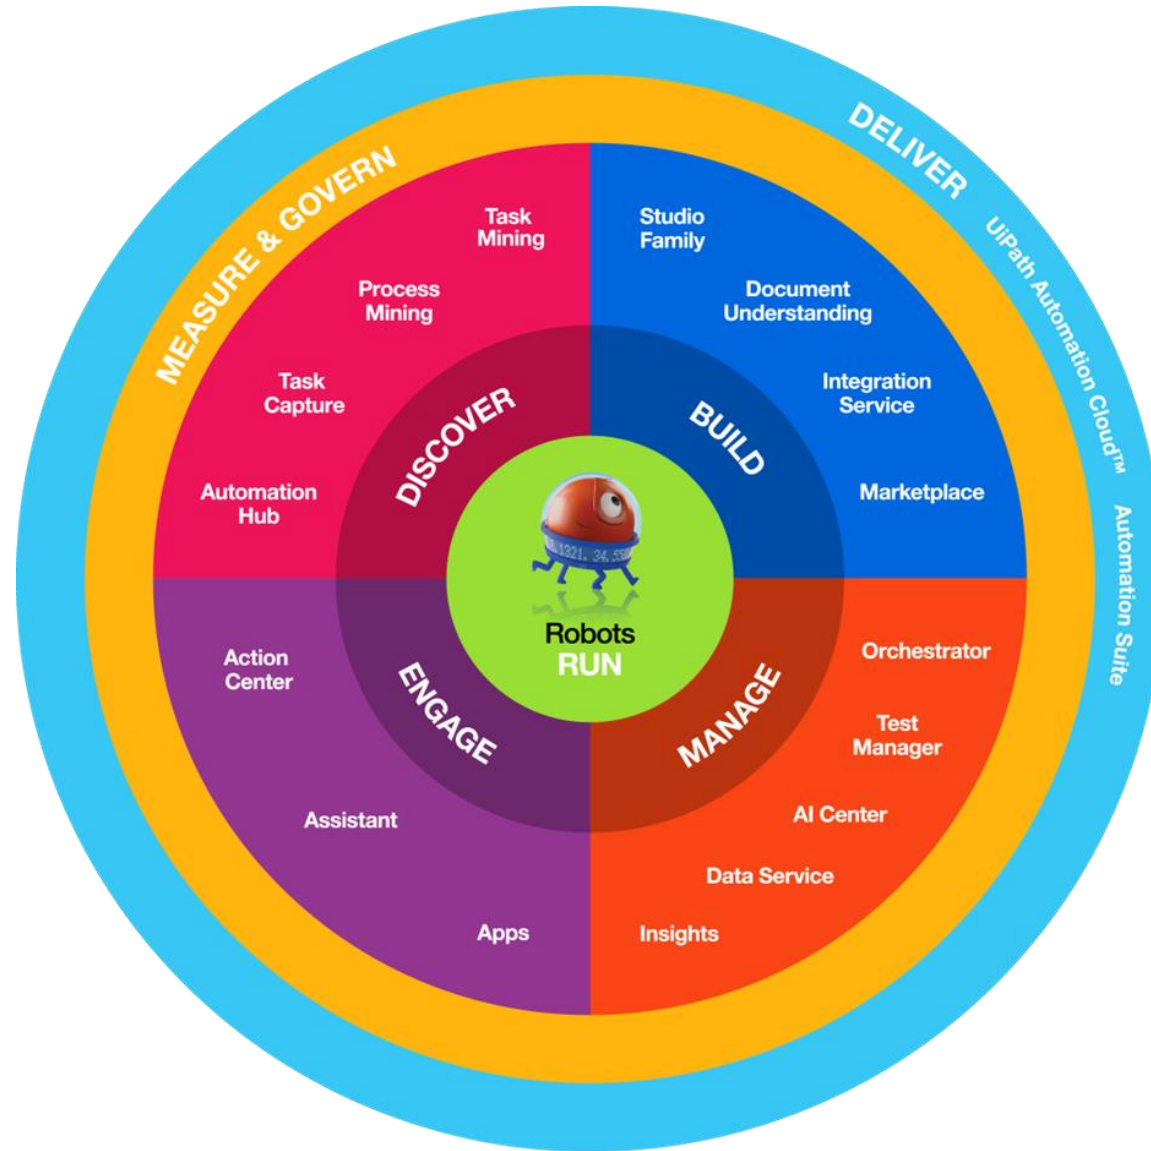 DELIVER
UiPath Automation Cloud™
Automation Suite
MEASURE & GOVERN
DISCOVER
Task
Mining
Process
Mining
Task
Capture
Automation
Hub
BUILD
Studio
Family
Document
Understanding
Integration
Service
Marketplace
Robots
RUN
ENGAGE
Action
Center
Assistant
Apps
MANAGE
Orchestrator
Test
Manager
AI Center
Data Service
Insights